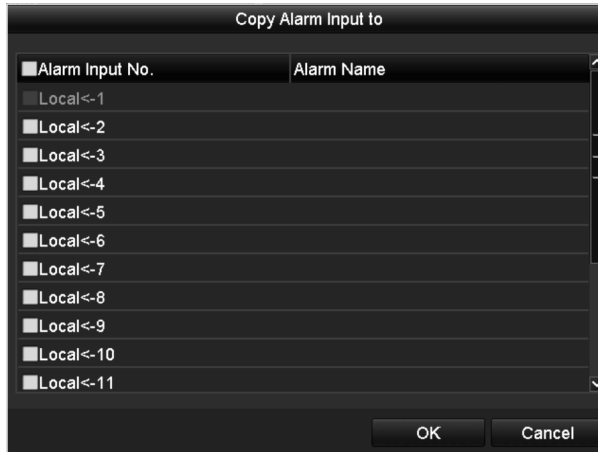 Copy Alarm Input to
Alarm Input No. Alarm Name
Local<-1
Local<-2
Local<-3
Local<-4
Local<-5
Local<-6
Local<-7
Local<-8
Local<-9
Local<-10
Local<-11
OK Cancel